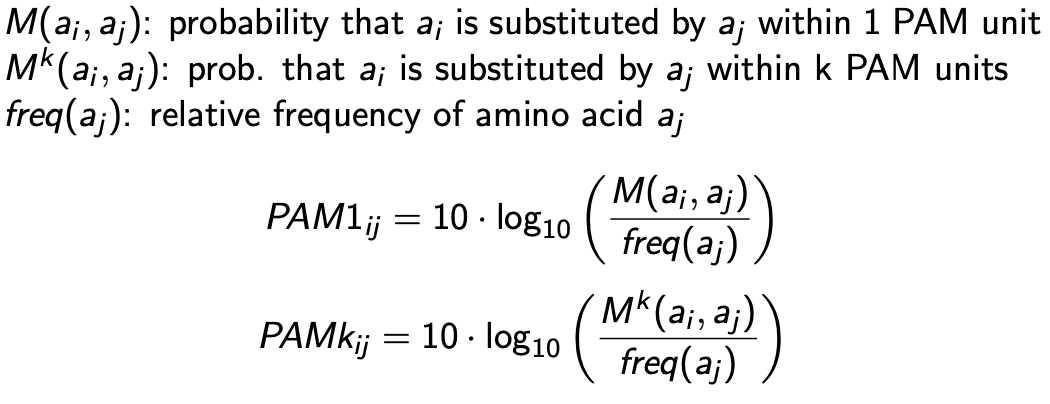 M(a_i, a_j): probability that a_i is substituted by a_j within 1 PAM unit
M^k(a_i, a_j): prob. that a_i is substituted by a_j within k PAM units
freq(a_j): relative frequency of amino acid a_j
PAM1_{ij} = 10 · log_{10} ( M(a_i, a_j) / freq(a_j) )
PAMk_{ij} = 10 · log_{10} ( M^k(a_i, a_j) / freq(a_j) )